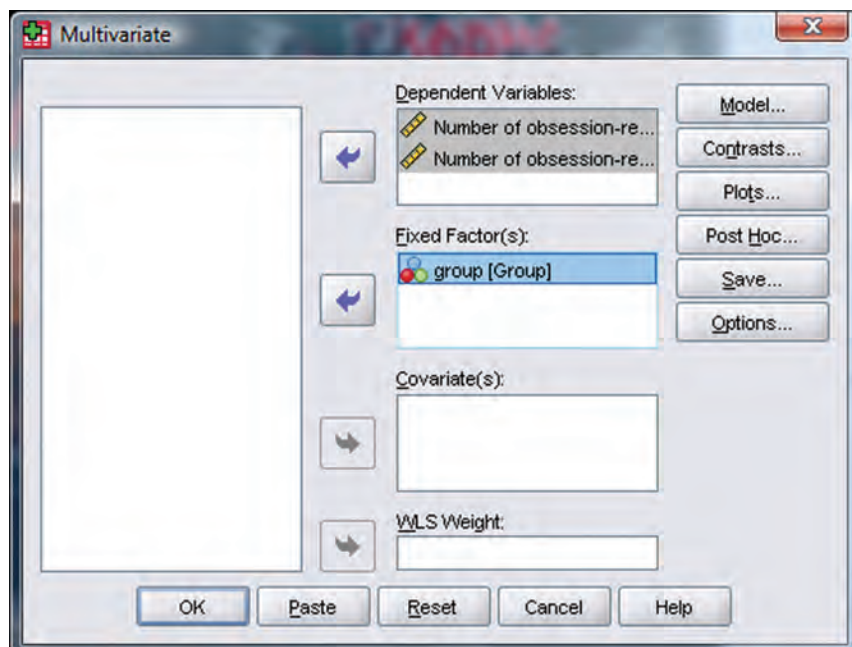 Multivariate
Dependent Variables:
Number of obsession-re...
Number of obsession-re...
Fixed Factor(s):
group [Group]
Covariate(s):
WLS Weight:
Model...
Contrasts...
Plots...
Post Hoc...
Save...
Options...
OK
Paste
Reset
Cancel
Help